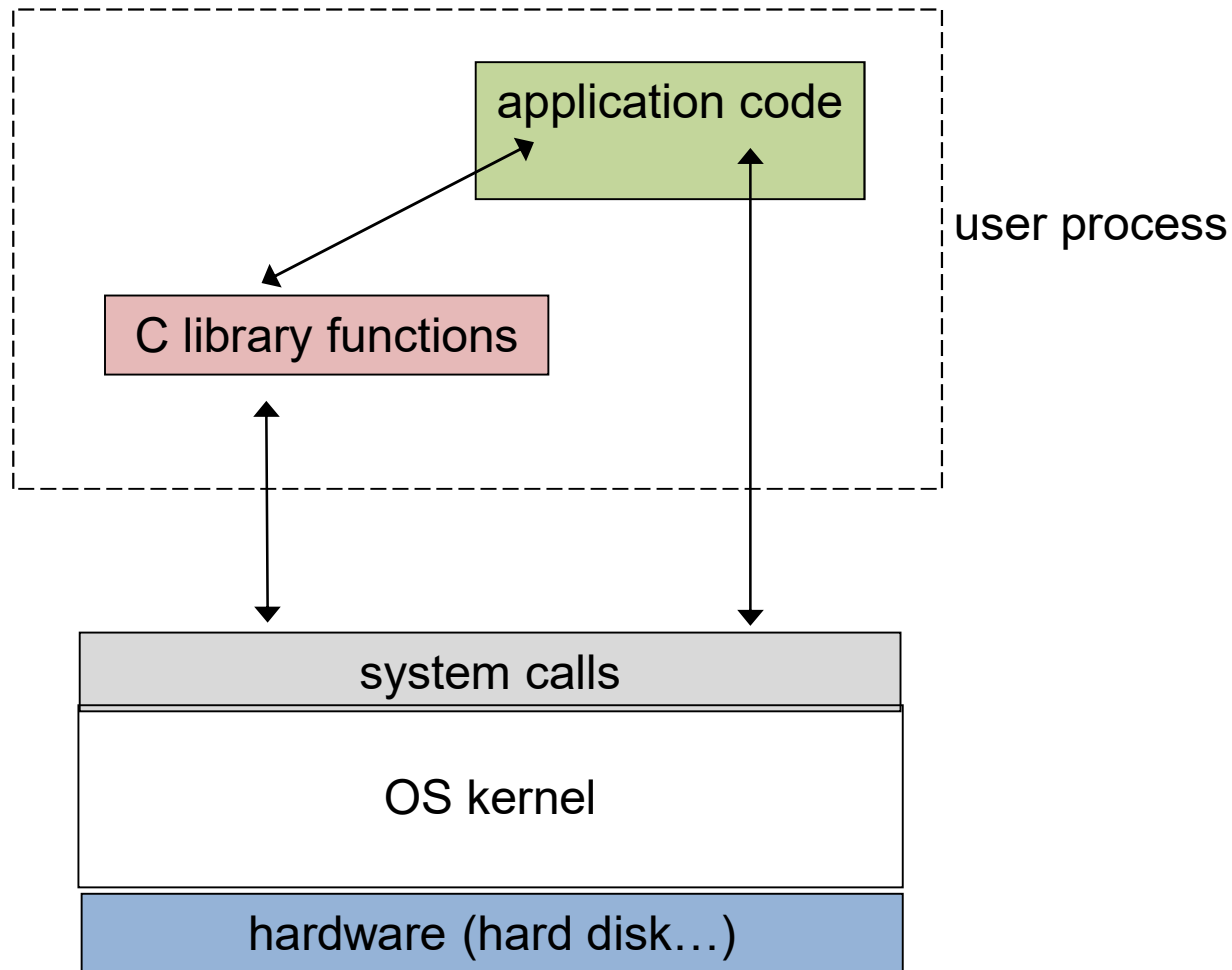 application code
user process
C library functions
system calls
OS kernel
hardware (hard disk…)